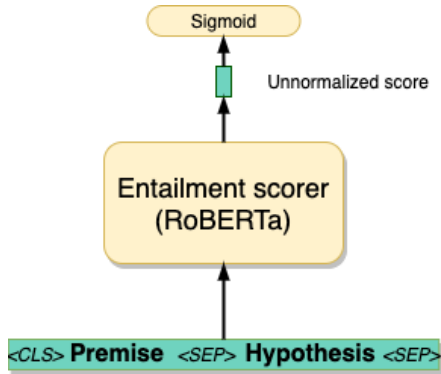 Sigmoid
Unnormalized score
Entailment scorer
(RoBERTa)
<CLS> Premise <SEP> Hypothesis <SEP>